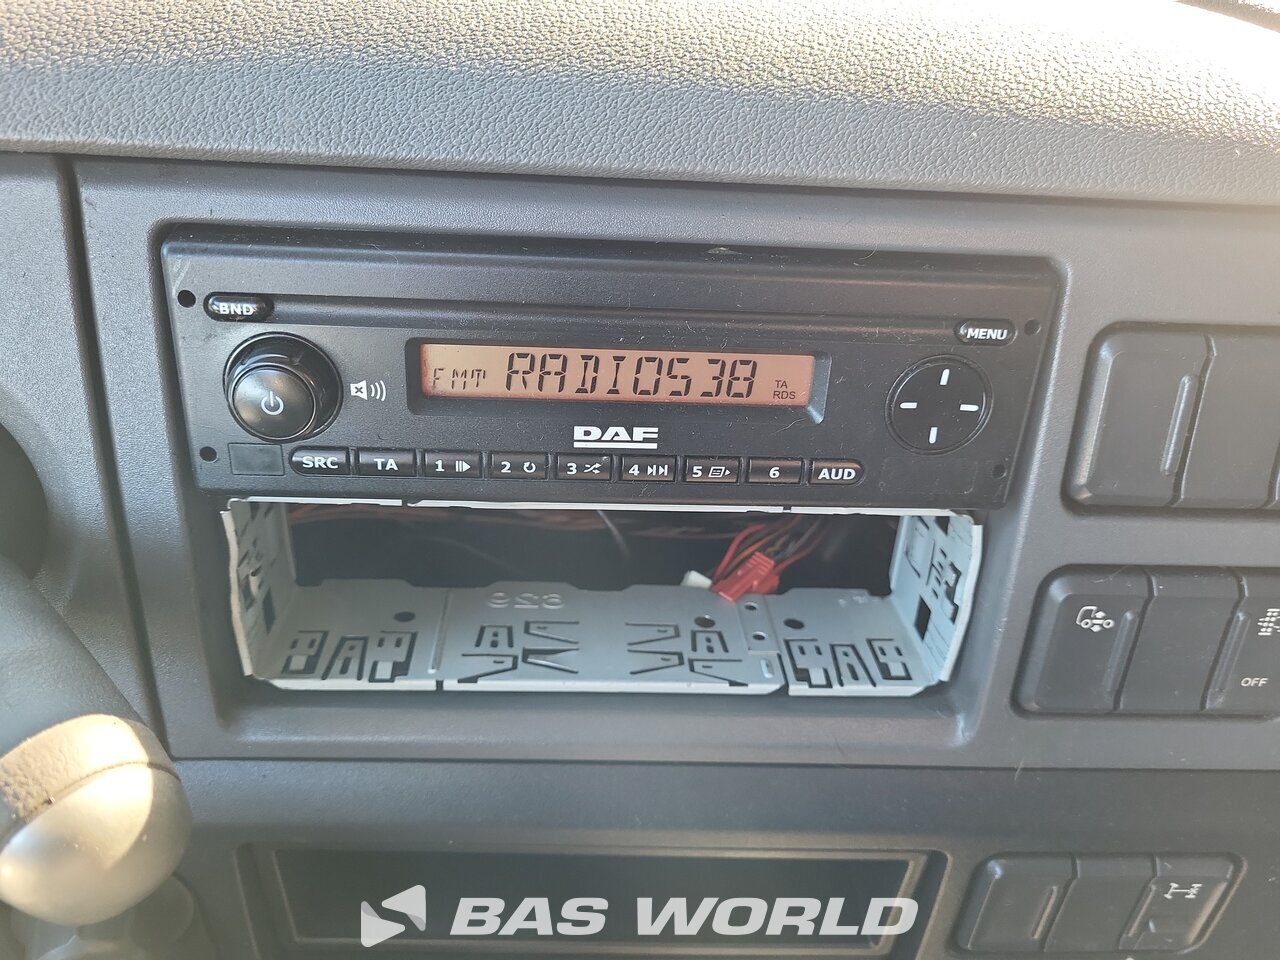 BND
MENU
FMT RADIO538 TA
RDS
DAF
SRC TA 1 2 3 4 5 6 AUD
629
OFF
BAS WORLD